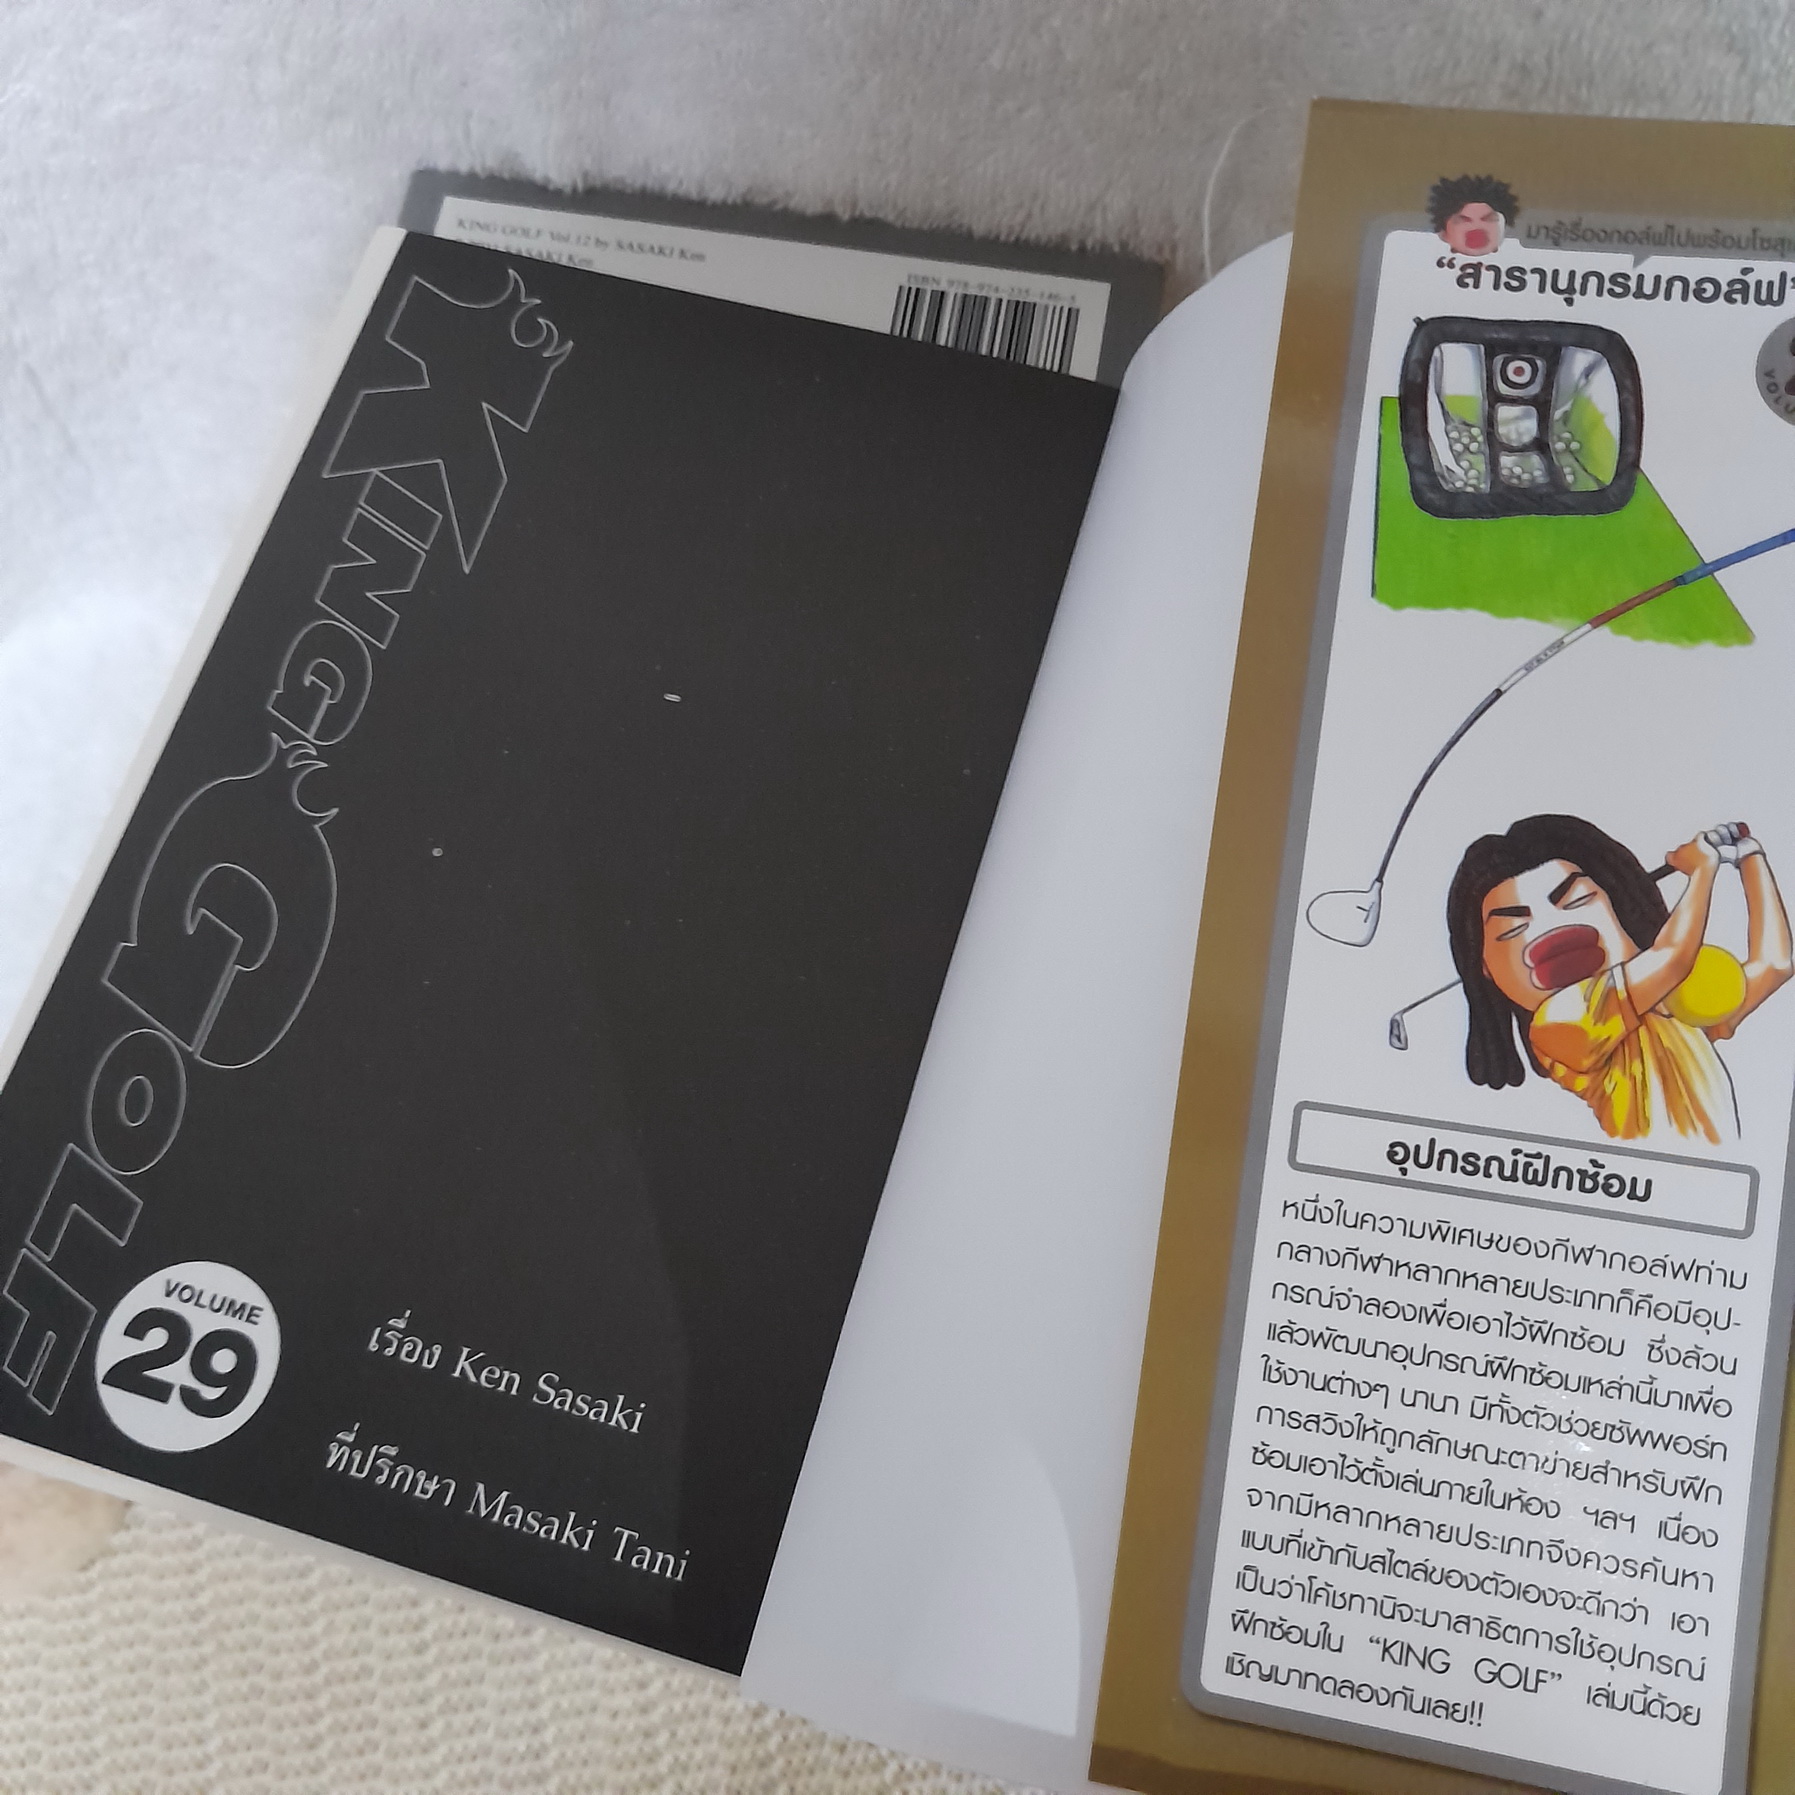 KING GOLF Vol.12 by SASAKI Ken
SASAKI Ken
ISBN 978-974-335-146-5
KING
GOLF
VOLUME
29
เรื่อง Ken Sasaki
ที่ปรึกษา Masaki Tani
มารู้เรื่องกอล์ฟไปพร้อมโซสุเ
“สารานุกรมกอล์ฟ”
อุปกรณ์ฝึกซ้อม
หนึ่งในความพิเศษของกีฬากอล์ฟท่าม
กลางกีฬาหลากหลายประเภทก็คือมีอุป-
กรณ์จำลองเพื่อเอาไว้ฝึกซ้อม ซึ่งล้วน
แล้วพัฒนาอุปกรณ์ฝึกซ้อมเหล่านี้มาเพื่อ
ใช้งานต่างๆ นานา มีทั้งตัวช่วยซัพพอร์ท
การสวิงให้ถูกลักษณะตาข่ายสำหรับฝึก
ซ้อมเอาไว้ตั้งเล่นภายในห้อง ฯลฯ เนื่อง
จากมีหลากหลายประเภทจึงควรค้นหา
แบบที่เข้ากับสไตล์ของตัวเองจะดีกว่า เอา
เป็นว่าโค้ชทานิจะมาสาธิตการใช้อุปกรณ์
ฝึกซ้อมใน “KING GOLF” เล่มนี้ด้วย
เชิญมาทดลองกันเลย!!